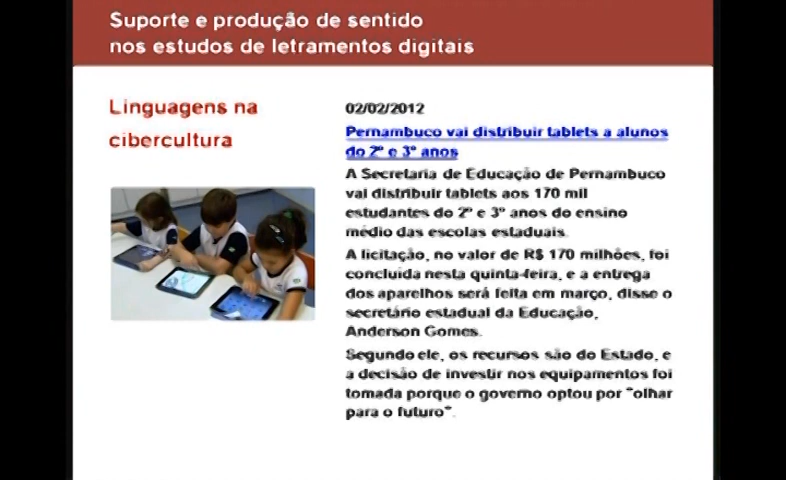 Suporte e produção de sentido
nos estudos de letramentos digitais
Linguagens na
cibercultura
02/02/2012
Pernambuco vai distribuir tablets a alunos
do 2º e 3º anos
A Secretaria de Educação de Pernambuco
vai distribuir tablets aos 170 mil
estudantes do 2º e 3º anos do ensino
médio das escolas estaduais.
A licitação, no valor de R$ 170 milhões, foi
concluída nesta quinta-feira, e a entrega
dos aparelhos será feita em março, disse o
secretário estadual da Educação,
Anderson Gomes.
Segundo ele, os recursos são do Estado, e
a decisão de investir nos equipamentos foi
tomada porque o governo optou por "olhar
para o futuro".